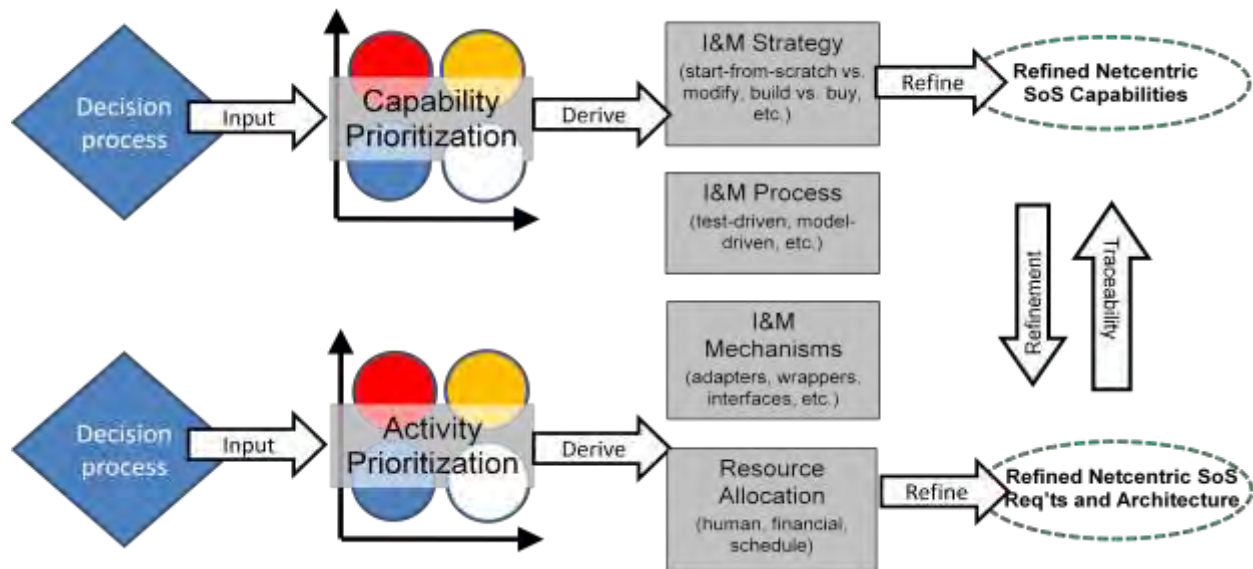 Decision
process
Input
Capability
Prioritization
Derive
I&M Strategy
(start-from-scratch vs.
modify, build vs. buy,
etc.)
Refine
Refined Netcentric
SoS Capabilities
I&M Process
(test-driven, model-
driven, etc.)
Refinement
Traceability
I&M
Mechanisms
(adapters, wrappers,
interfaces, etc.)
Decision
process
Input
Activity
Prioritization
Derive
Resource
Allocation
(human, financial,
schedule)
Refine
Refined Netcentric SoS
Req'ts and Architecture